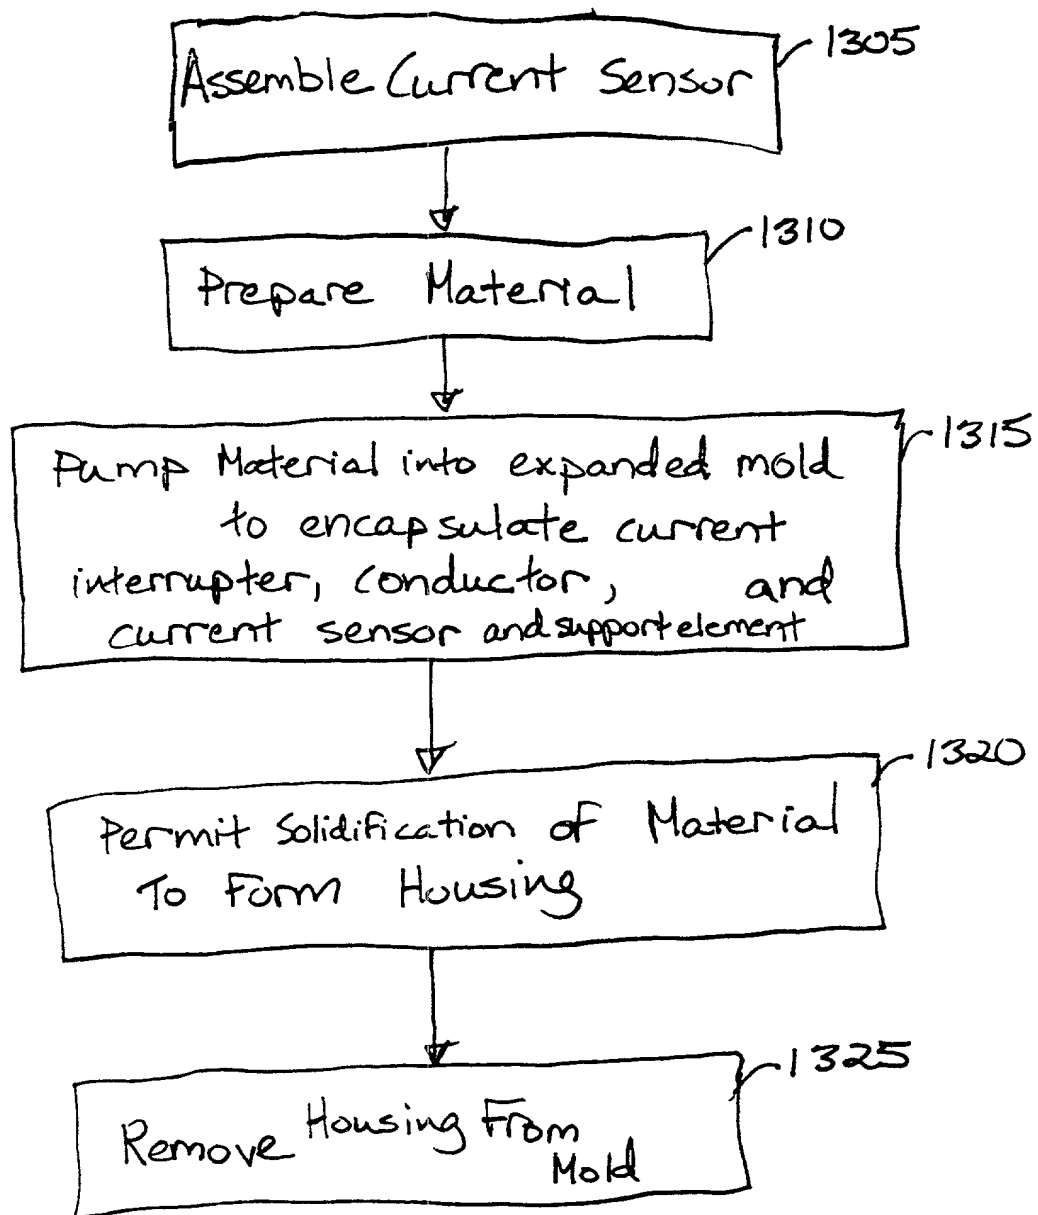 1305
Assemble Current Sensor
1310
Prepare Material
1315
Pump Material into expanded mold
to encapsulate current
interrupter, conductor, and
current sensor and support element
1320
Permit Solidification of Material
To Form Housing
1325
Remove Housing From
Mold